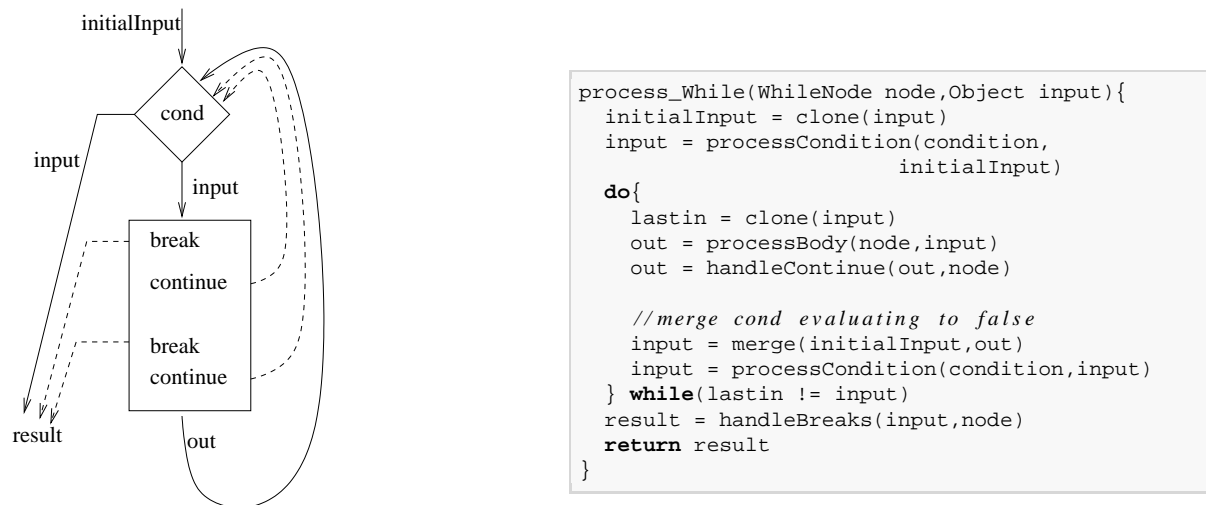 initialInput
cond
input
input
break
continue
break
continue
result
out
process_While(WhileNode node,Object input){
initialInput = clone(input)
input = processCondition(condition,
initialInput)
do{
lastin = clone(input)
out = processBody(node,input)
out = handleContinue(out,node)
//merge cond evaluating to false
input = merge(initialInput,out)
input = processCondition(condition,input)
} while(lastin != input)
result = handleBreaks(input,node)
return result
}